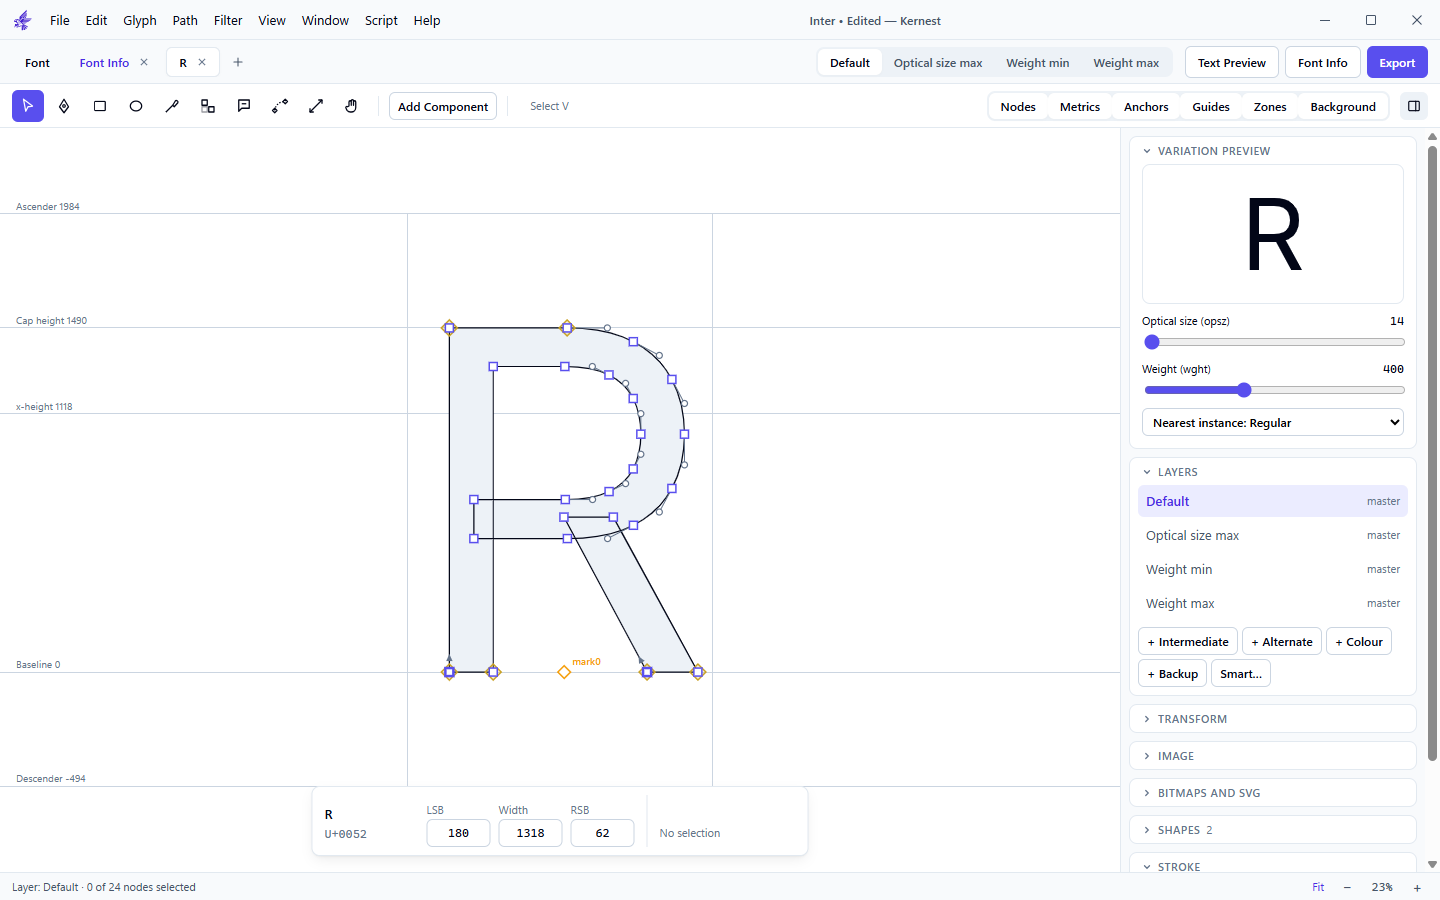 File Edit Glyph Path Filter View Window Script Help
Inter • Edited — Kernest
Font
Font Info
R
Default
Optical size max
Weight min
Weight max
Text Preview
Font Info
Export
Add Component
Select V
Nodes
Metrics
Anchors
Guides
Zones
Background
Ascender 1984
Cap height 1490
x-height 1118
Baseline 0
Descender -494
mark0
R
U+0052
LSB
180
Width
1318
RSB
62
No selection
VARIATION PREVIEW
R
Optical size (opsz) 14
Weight (wght) 400
Nearest instance: Regular
LAYERS
Default master
Optical size max master
Weight min master
Weight max master
+ Intermediate
+ Alternate
+ Colour
+ Backup
Smart...
TRANSFORM
IMAGE
BITMAPS AND SVG
SHAPES 2
STROKE
Layer: Default · 0 of 24 nodes selected
Fit − 23% +